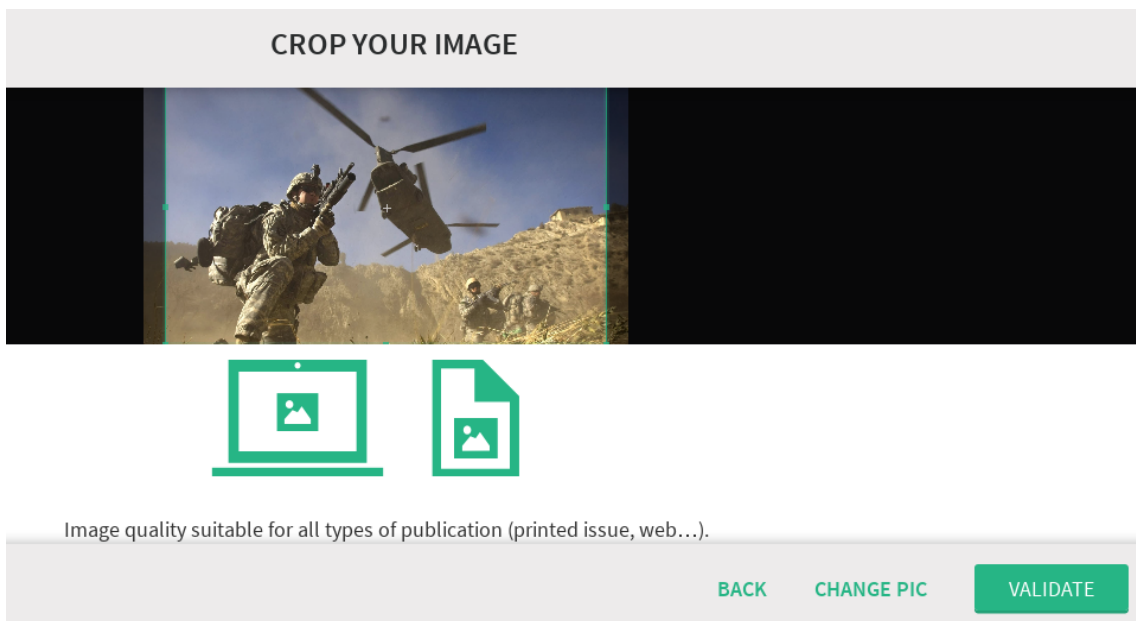 CROP YOUR IMAGE
Image quality suitable for all types of publication (printed issue, web…).
BACK
CHANGE PIC
VALIDATE